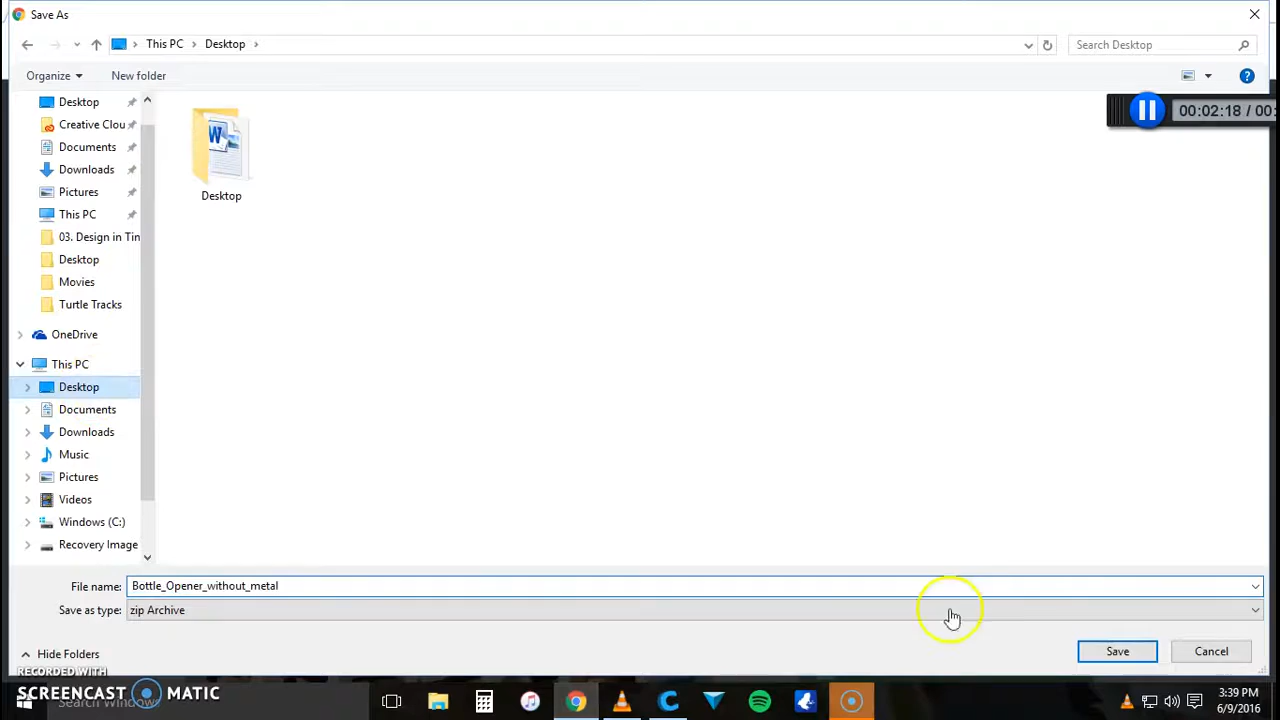 Save As
This PC
Desktop
Search Desktop
Organize
New folder
00:02:18 / 00:
Desktop
Creative Clou
Documents
Downloads
Pictures
This PC
03. Design in Tin
Desktop
Movies
Turtle Tracks
OneDrive
This PC
Desktop
Documents
Downloads
Music
Pictures
Videos
Windows (C:)
Recovery Image
Desktop
File name: Bottle_Opener_without_metal
Save as type: zip Archive
Hide Folders
Save
Cancel
RECORDED WITH
SCREENCAST MATIC
Search Windows
3:39 PM
6/9/2016